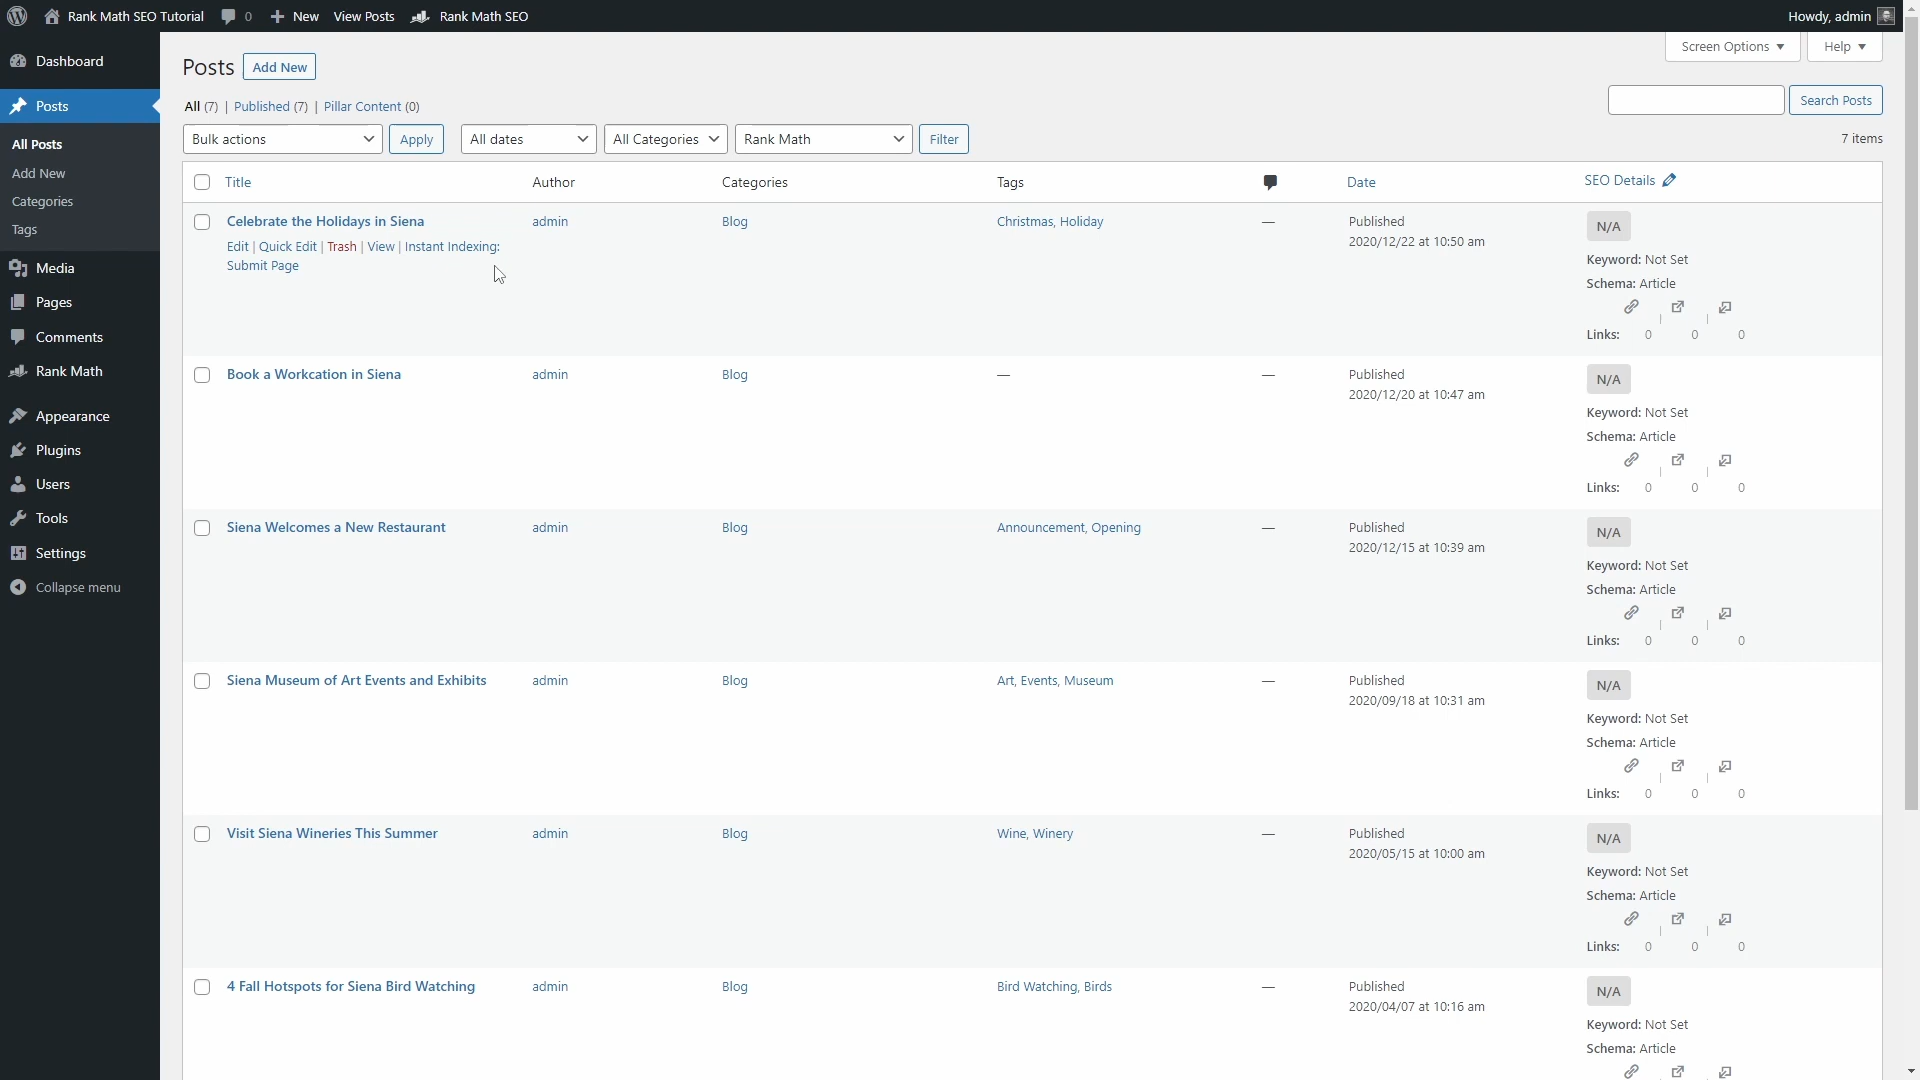 Rank Math SEO Tutorial 0 New View Posts Rank Math SEO Howdy, admin
Dashboard
Posts
All Posts
Add New
Categories
Tags
Media
Pages
Comments
Rank Math
Appearance
Plugins
Users
Tools
Settings
Collapse menu
Screen Options Help
Posts Add New
All (7) | Published (7) | Pillar Content (0)
Search Posts
Bulk actions Apply All dates All Categories Rank Math Filter 7 items
Title Author Categories Tags Date SEO Details
Celebrate the Holidays in Siena admin Blog Christmas, Holiday — Published N/A
Edit | Quick Edit | Trash | View | Instant Indexing: 2020/12/22 at 10:50 am
Submit Page Keyword: Not Set
Schema: Article
Links: 0 0 0
Book a Workcation in Siena admin Blog — — Published N/A
2020/12/20 at 10:47 am
Keyword: Not Set
Schema: Article
Links: 0 0 0
Siena Welcomes a New Restaurant admin Blog Announcement, Opening — Published N/A
2020/12/15 at 10:39 am
Keyword: Not Set
Schema: Article
Links: 0 0 0
Siena Museum of Art Events and Exhibits admin Blog Art, Events, Museum — Published N/A
2020/09/18 at 10:31 am
Keyword: Not Set
Schema: Article
Links: 0 0 0
Visit Siena Wineries This Summer admin Blog Wine, Winery — Published N/A
2020/05/15 at 10:00 am
Keyword: Not Set
Schema: Article
Links: 0 0 0
4 Fall Hotspots for Siena Bird Watching admin Blog Bird Watching, Birds — Published N/A
2020/04/07 at 10:16 am
Keyword: Not Set
Schema: Article